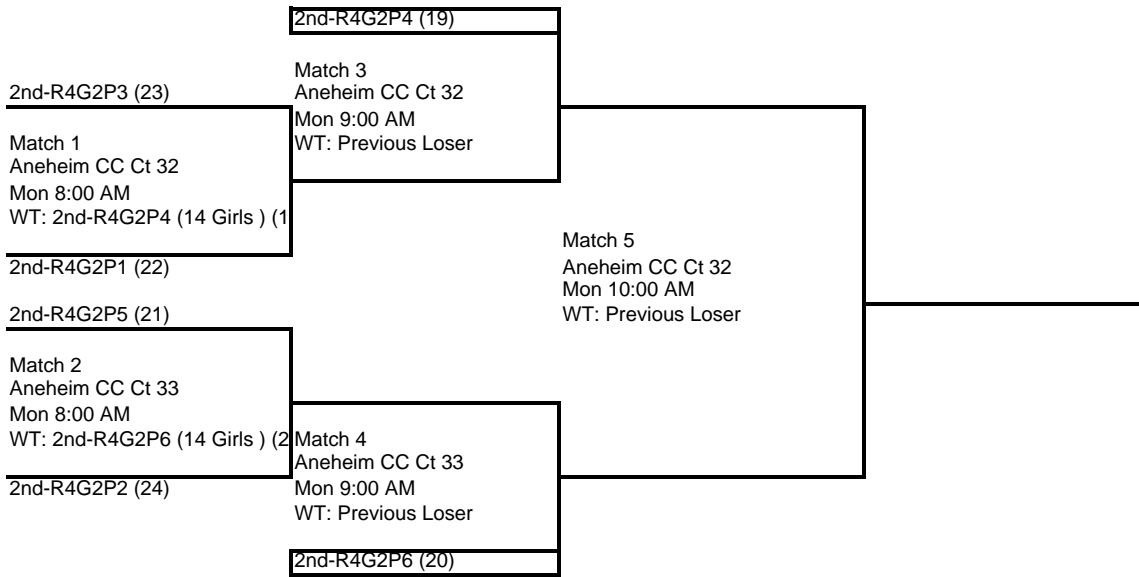 2nd-R4G2P4 (19)
Match 3
Aneheim CC Ct 32
Mon 9:00 AM
WT: Previous Loser
2nd-R4G2P3 (23)
Match 1
Aneheim CC Ct 32
Mon 8:00 AM
WT: 2nd-R4G2P4 (14 Girls ) (1
2nd-R4G2P1 (22)
Match 5
Aneheim CC Ct 32
Mon 10:00 AM
WT: Previous Loser
2nd-R4G2P5 (21)
Match 2
Aneheim CC Ct 33
Mon 8:00 AM
WT: 2nd-R4G2P6 (14 Girls ) (2
2nd-R4G2P2 (24)
Match 4
Aneheim CC Ct 33
Mon 9:00 AM
WT: Previous Loser
2nd-R4G2P6 (20)